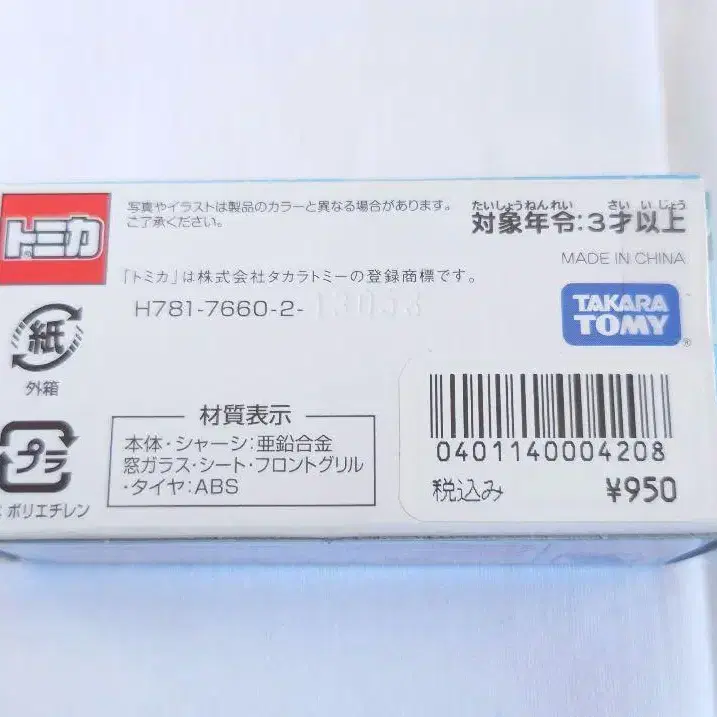 トミカ
写真やイラストは製品のカラーと異なる場合があります。
ご了承ください。
たいしょうねんれい さい いじょう
対象年令:3才以上
MADE IN CHINA
「トミカ」は株式会社タカラトミーの登録商標です。
H781-7660-2-
TAKARA
TOMY
®
紙
外箱
プラ
ポリエチレン
材質表示
本体・シャーシ:亜鉛合金
窓ガラス・シート・フロントグリル
・タイヤ:ABS
0401140004208
税込み ¥950